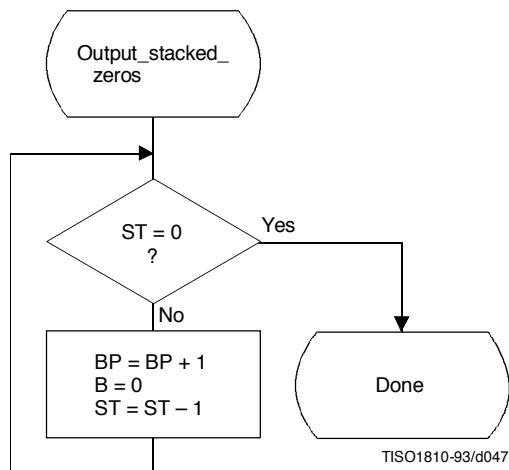 Output_stacked_
zeros
ST = 0
?
Yes
No
BP = BP + 1
B = 0
ST = ST – 1
Done
TISO1810-93/d047